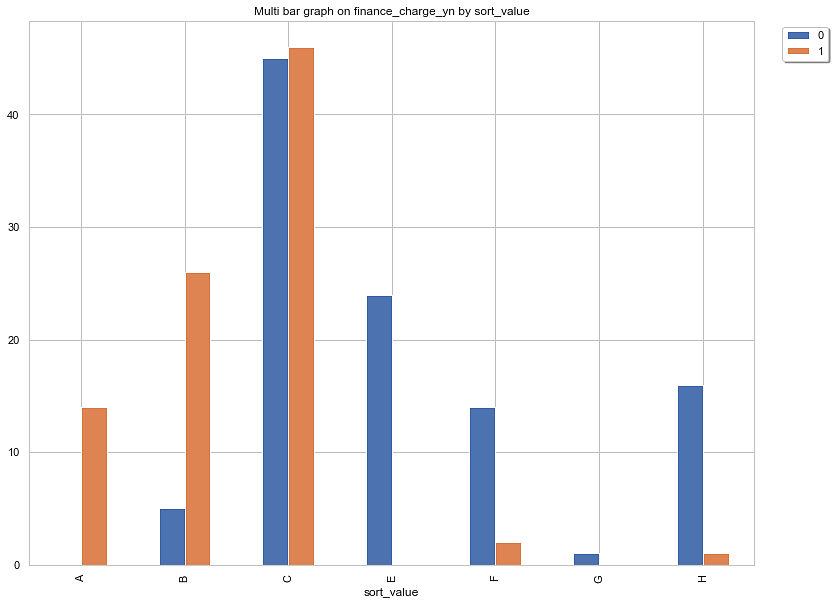 Multi bar graph on finance_charge_yn by sort_value
0
1
40
30
20
10
0
A
B
C
E
F
G
H
sort_value